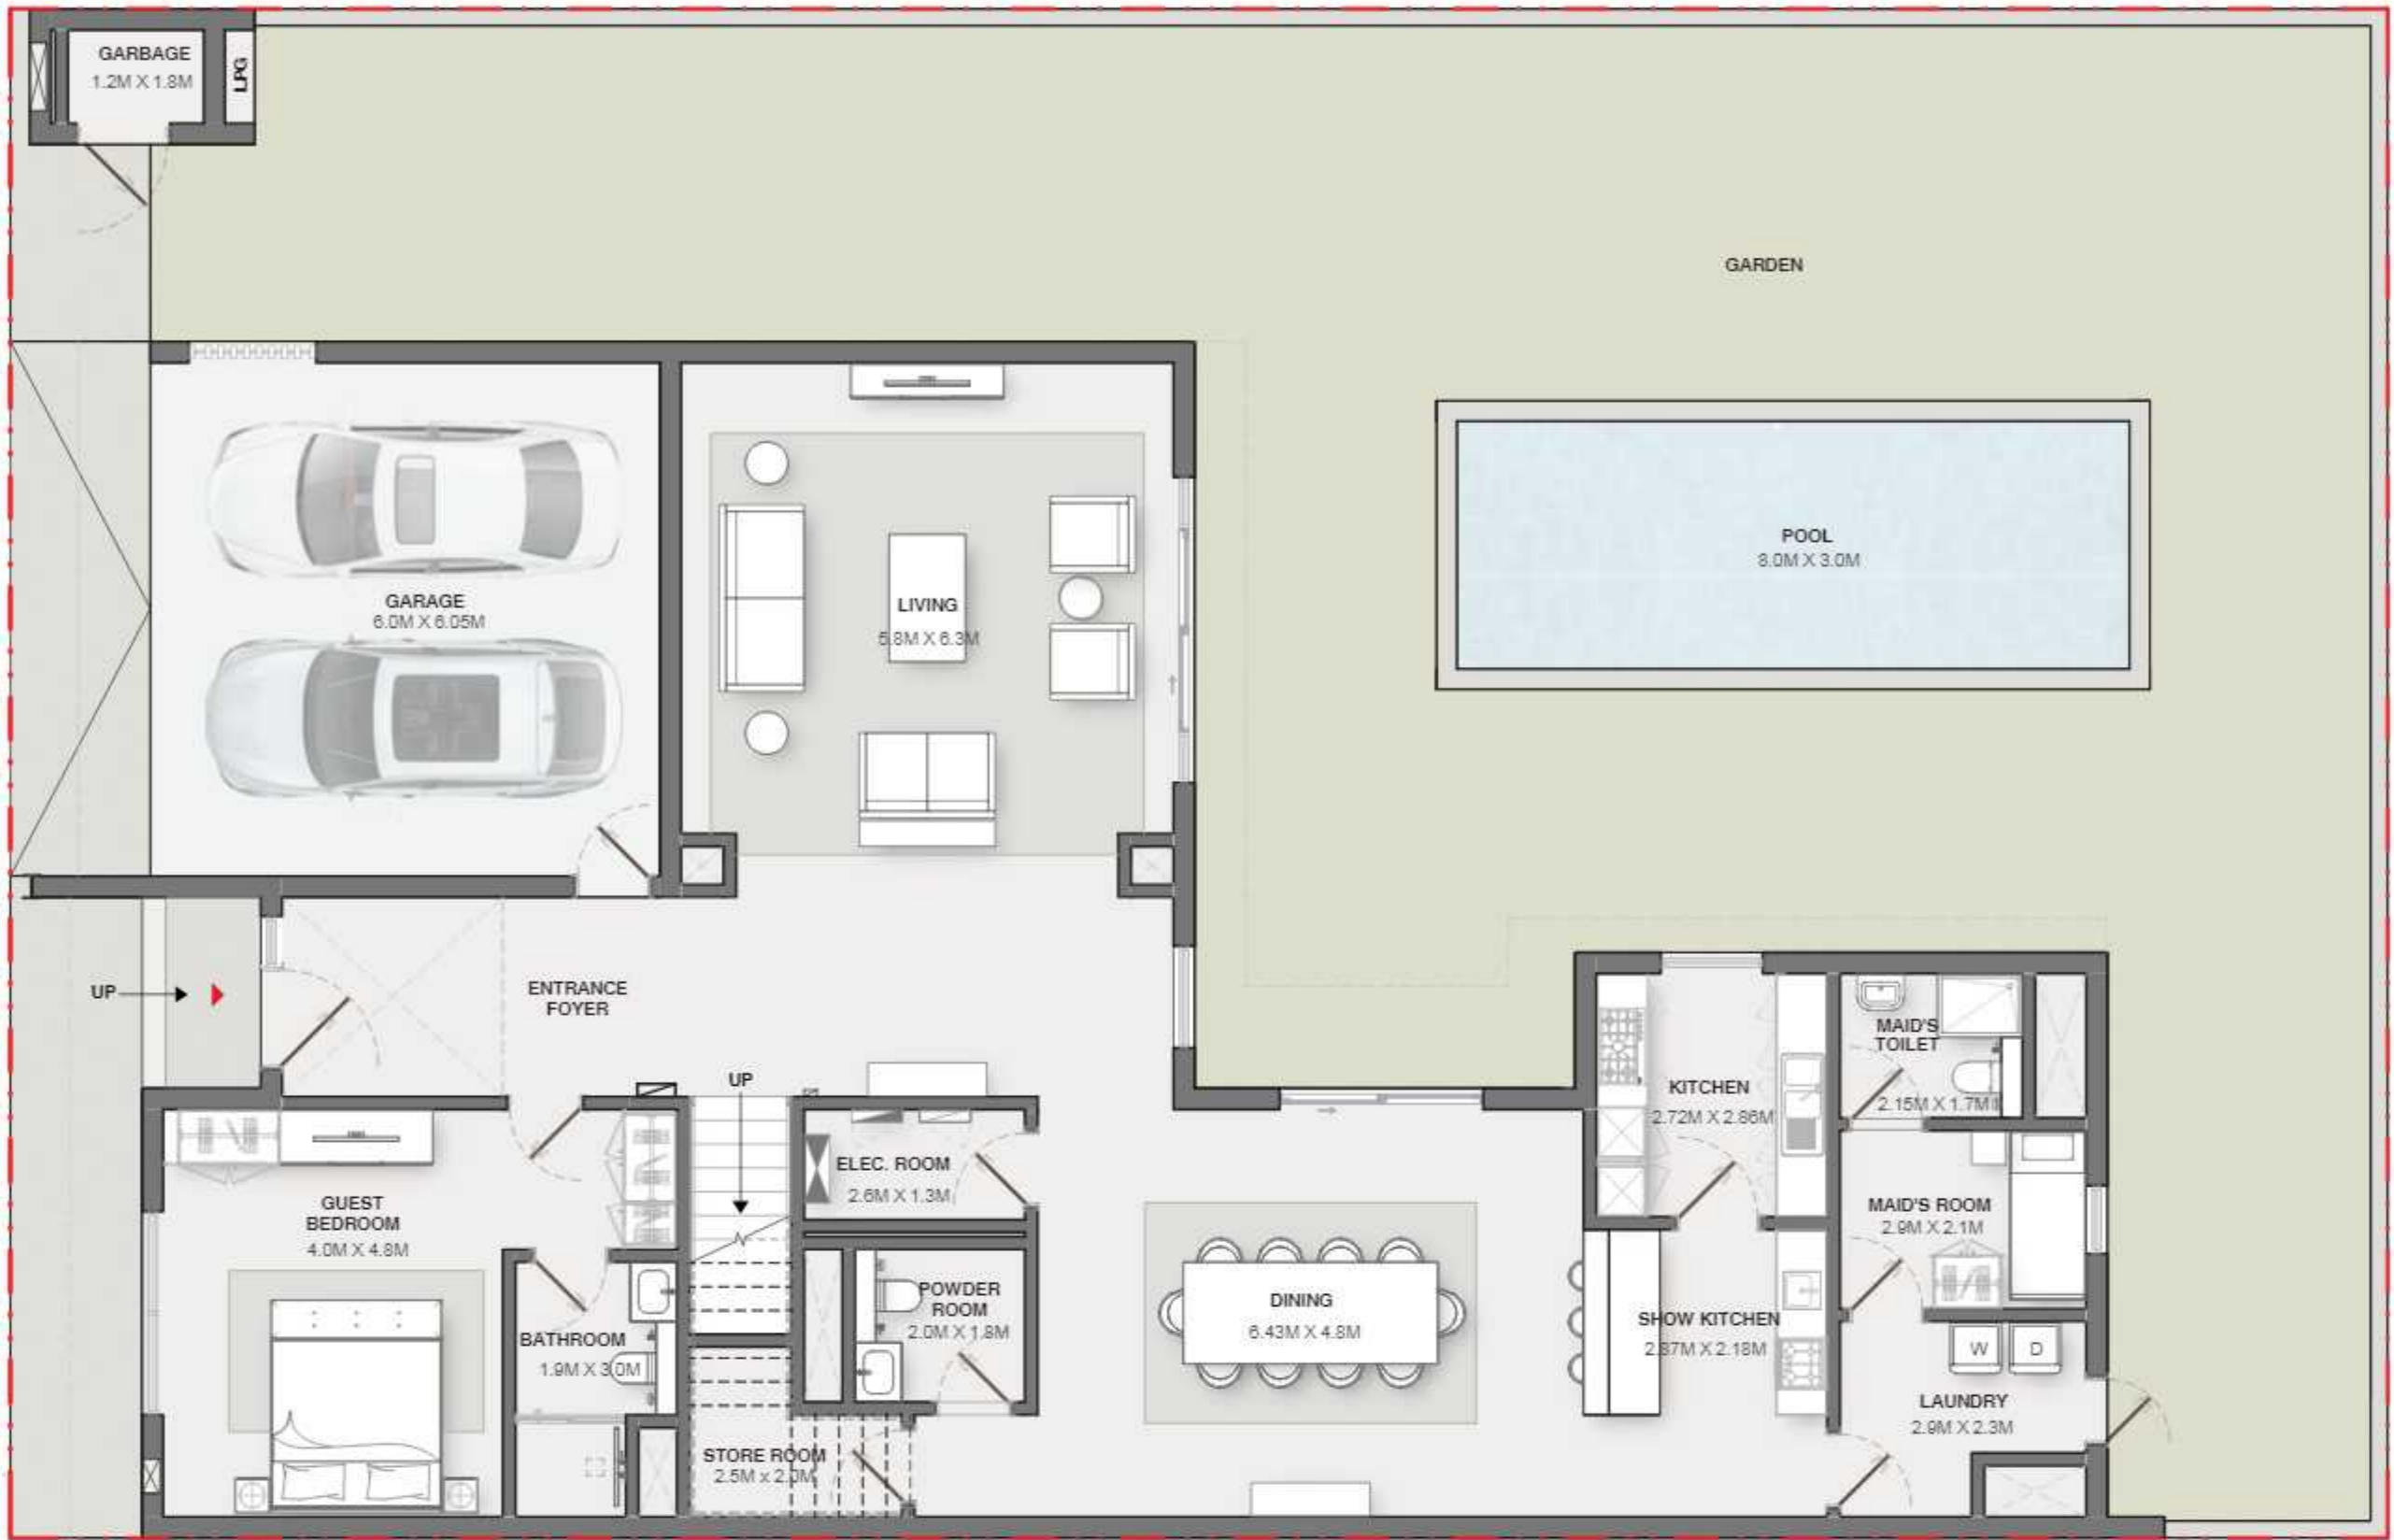 GARBAGE
1.2M X 1.8M
LPG
GARDEN
POOL
8.0M X 3.0M
GARAGE
6.0M X 6.05M
LIVING
5.8M X 6.3M
UP
ENTRANCE
FOYER
UP
KITCHEN
2.72M X 2.86M
MAID'S
TOILET
2.15M X 1.7M
ELEC. ROOM
2.6M X 1.3M
GUEST
BEDROOM
4.0M X 4.8M
MAID'S ROOM
2.9M X 2.1M
POWDER
ROOM
2.0M X 1.8M
DINING
6.43M X 4.8M
SHOW KITCHEN
2.87M X 2.18M
BATHROOM
1.9M X 3.0M
W
D
LAUNDRY
2.9M X 2.3M
STORE ROOM
2.5M x 2.0M